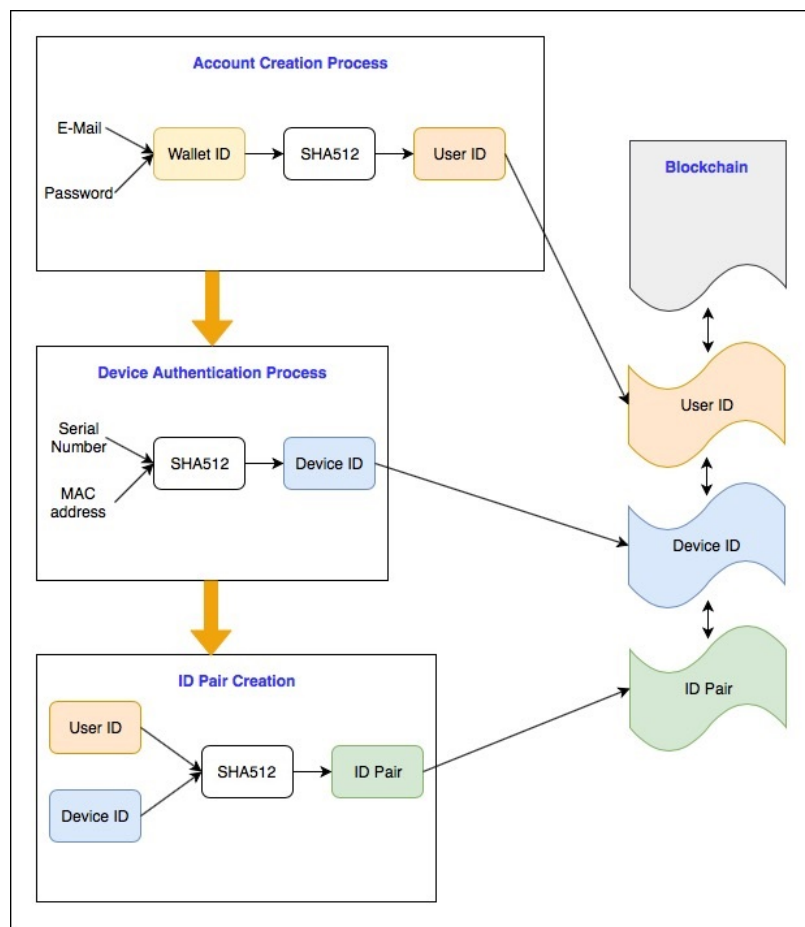 Account Creation Process
E-Mail
Password
Wallet ID
SHA512
User ID
Device Authentication Process
Serial
Number
MAC
address
SHA512
Device ID
ID Pair Creation
User ID
Device ID
SHA512
ID Pair
Blockchain
User ID
Device ID
ID Pair